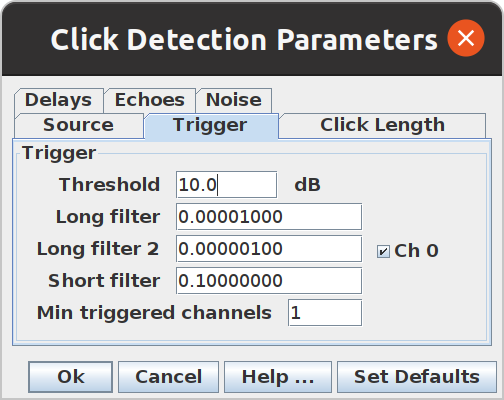 Click Detection Parameters
Delays Echoes Noise
Source Trigger Click Length
Trigger
Threshold 10.0 dB
Long filter 0.00001000
Long filter 2 0.00000100 Ch 0
Short filter 0.10000000
Min triggered channels 1
Ok Cancel Help ... Set Defaults